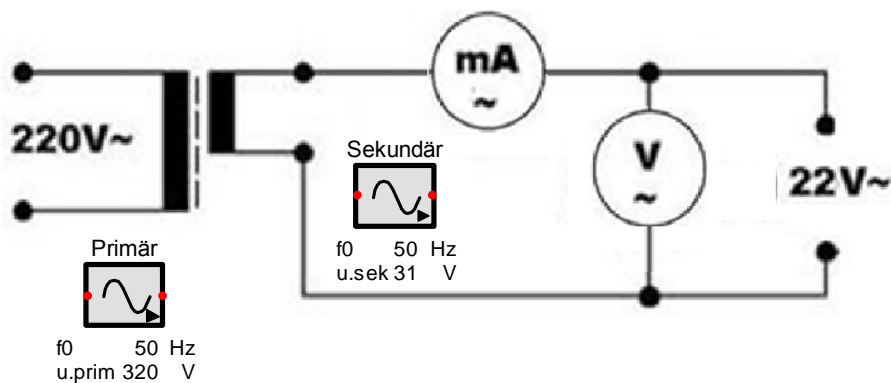 mA
~
220V~
V
~
22V~
Sekundär
f0 50 Hz
u.sek 31 V
Primär
f0 50 Hz
u.prim 320 V